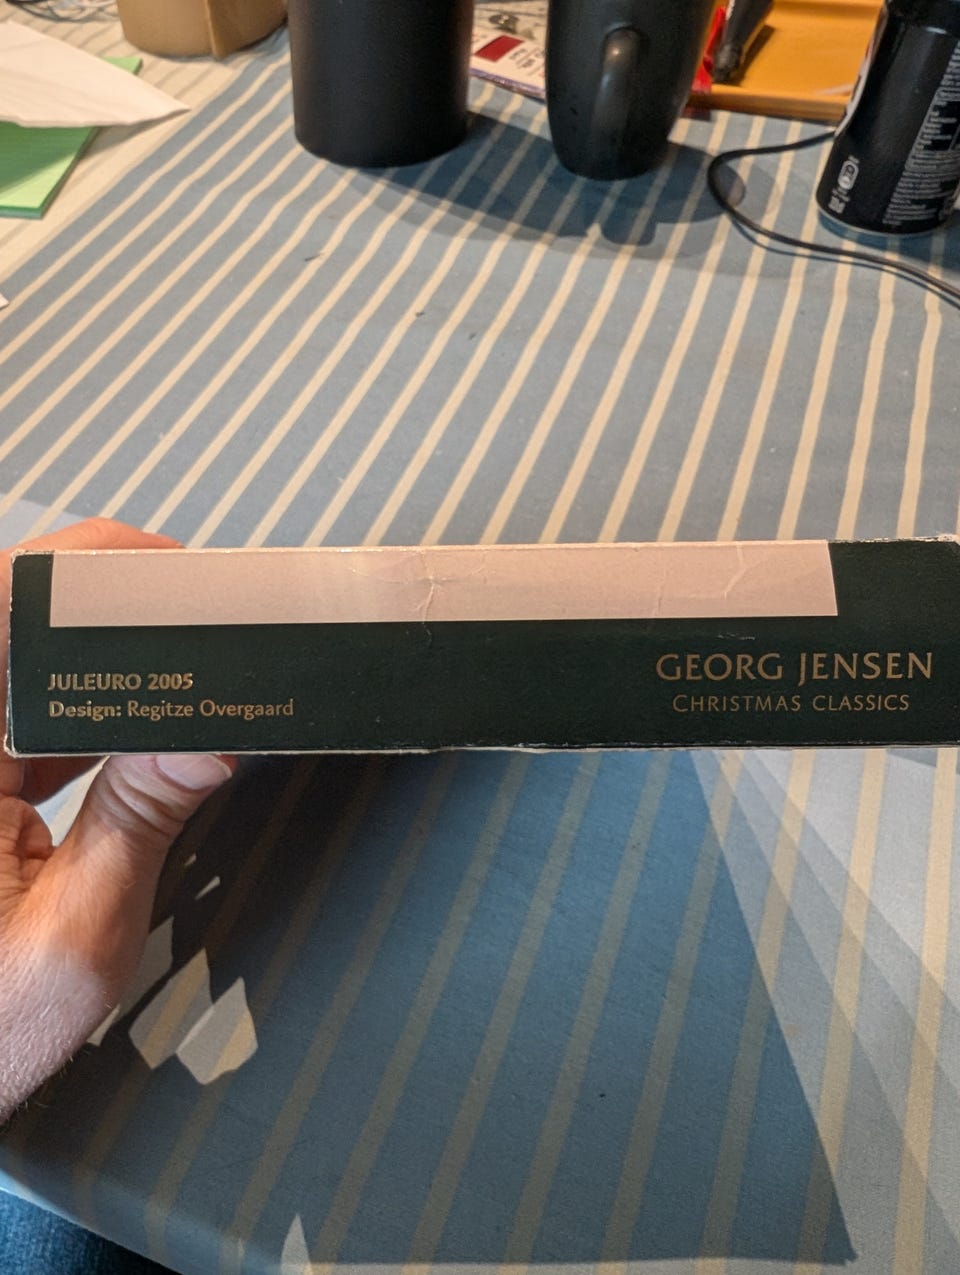 JULEURO 2005
Design: Regitze Overgaard
GEORG JENSEN
CHRISTMAS CLASSICS